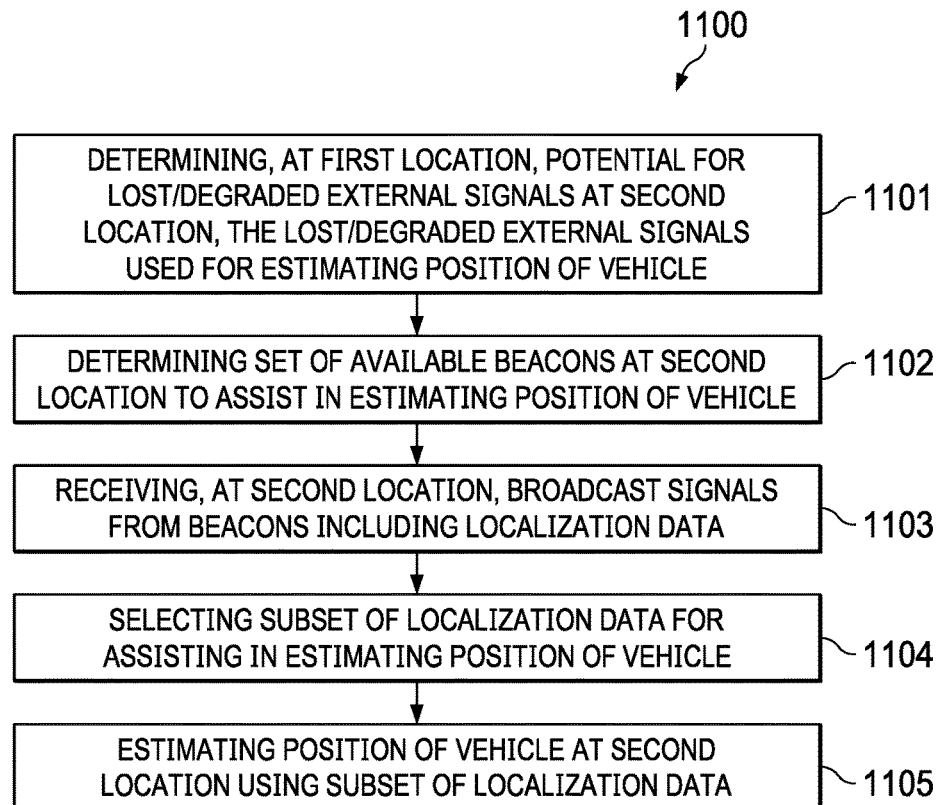 1100
DETERMINING, AT FIRST LOCATION, POTENTIAL FOR
LOST/DEGRADED EXTERNAL SIGNALS AT SECOND
LOCATION, THE LOST/DEGRADED EXTERNAL SIGNALS
USED FOR ESTIMATING POSITION OF VEHICLE
1101
DETERMINING SET OF AVAILABLE BEACONS AT SECOND
LOCATION TO ASSIST IN ESTIMATING POSITION OF VEHICLE
1102
RECEIVING, AT SECOND LOCATION, BROADCAST SIGNALS
FROM BEACONS INCLUDING LOCALIZATION DATA
1103
SELECTING SUBSET OF LOCALIZATION DATA FOR
ASSISTING IN ESTIMATING POSITION OF VEHICLE
1104
ESTIMATING POSITION OF VEHICLE AT SECOND
LOCATION USING SUBSET OF LOCALIZATION DATA
1105